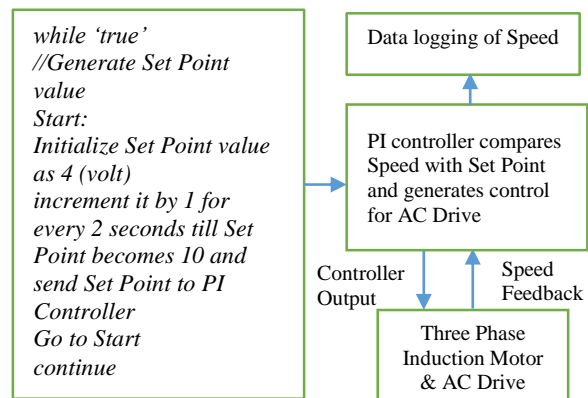 while ‘true’
//Generate Set Point
value
Start:
Initialize Set Point value
as 4 (volt)
increment it by 1 for
every 2 seconds till Set
Point becomes 10 and
send Set Point to PI
Controller
Go to Start
continue
Data logging of Speed
PI controller compares
Speed with Set Point
and generates control
for AC Drive
Controller
Output
Speed
Feedback
Three Phase
Induction Motor
& AC Drive